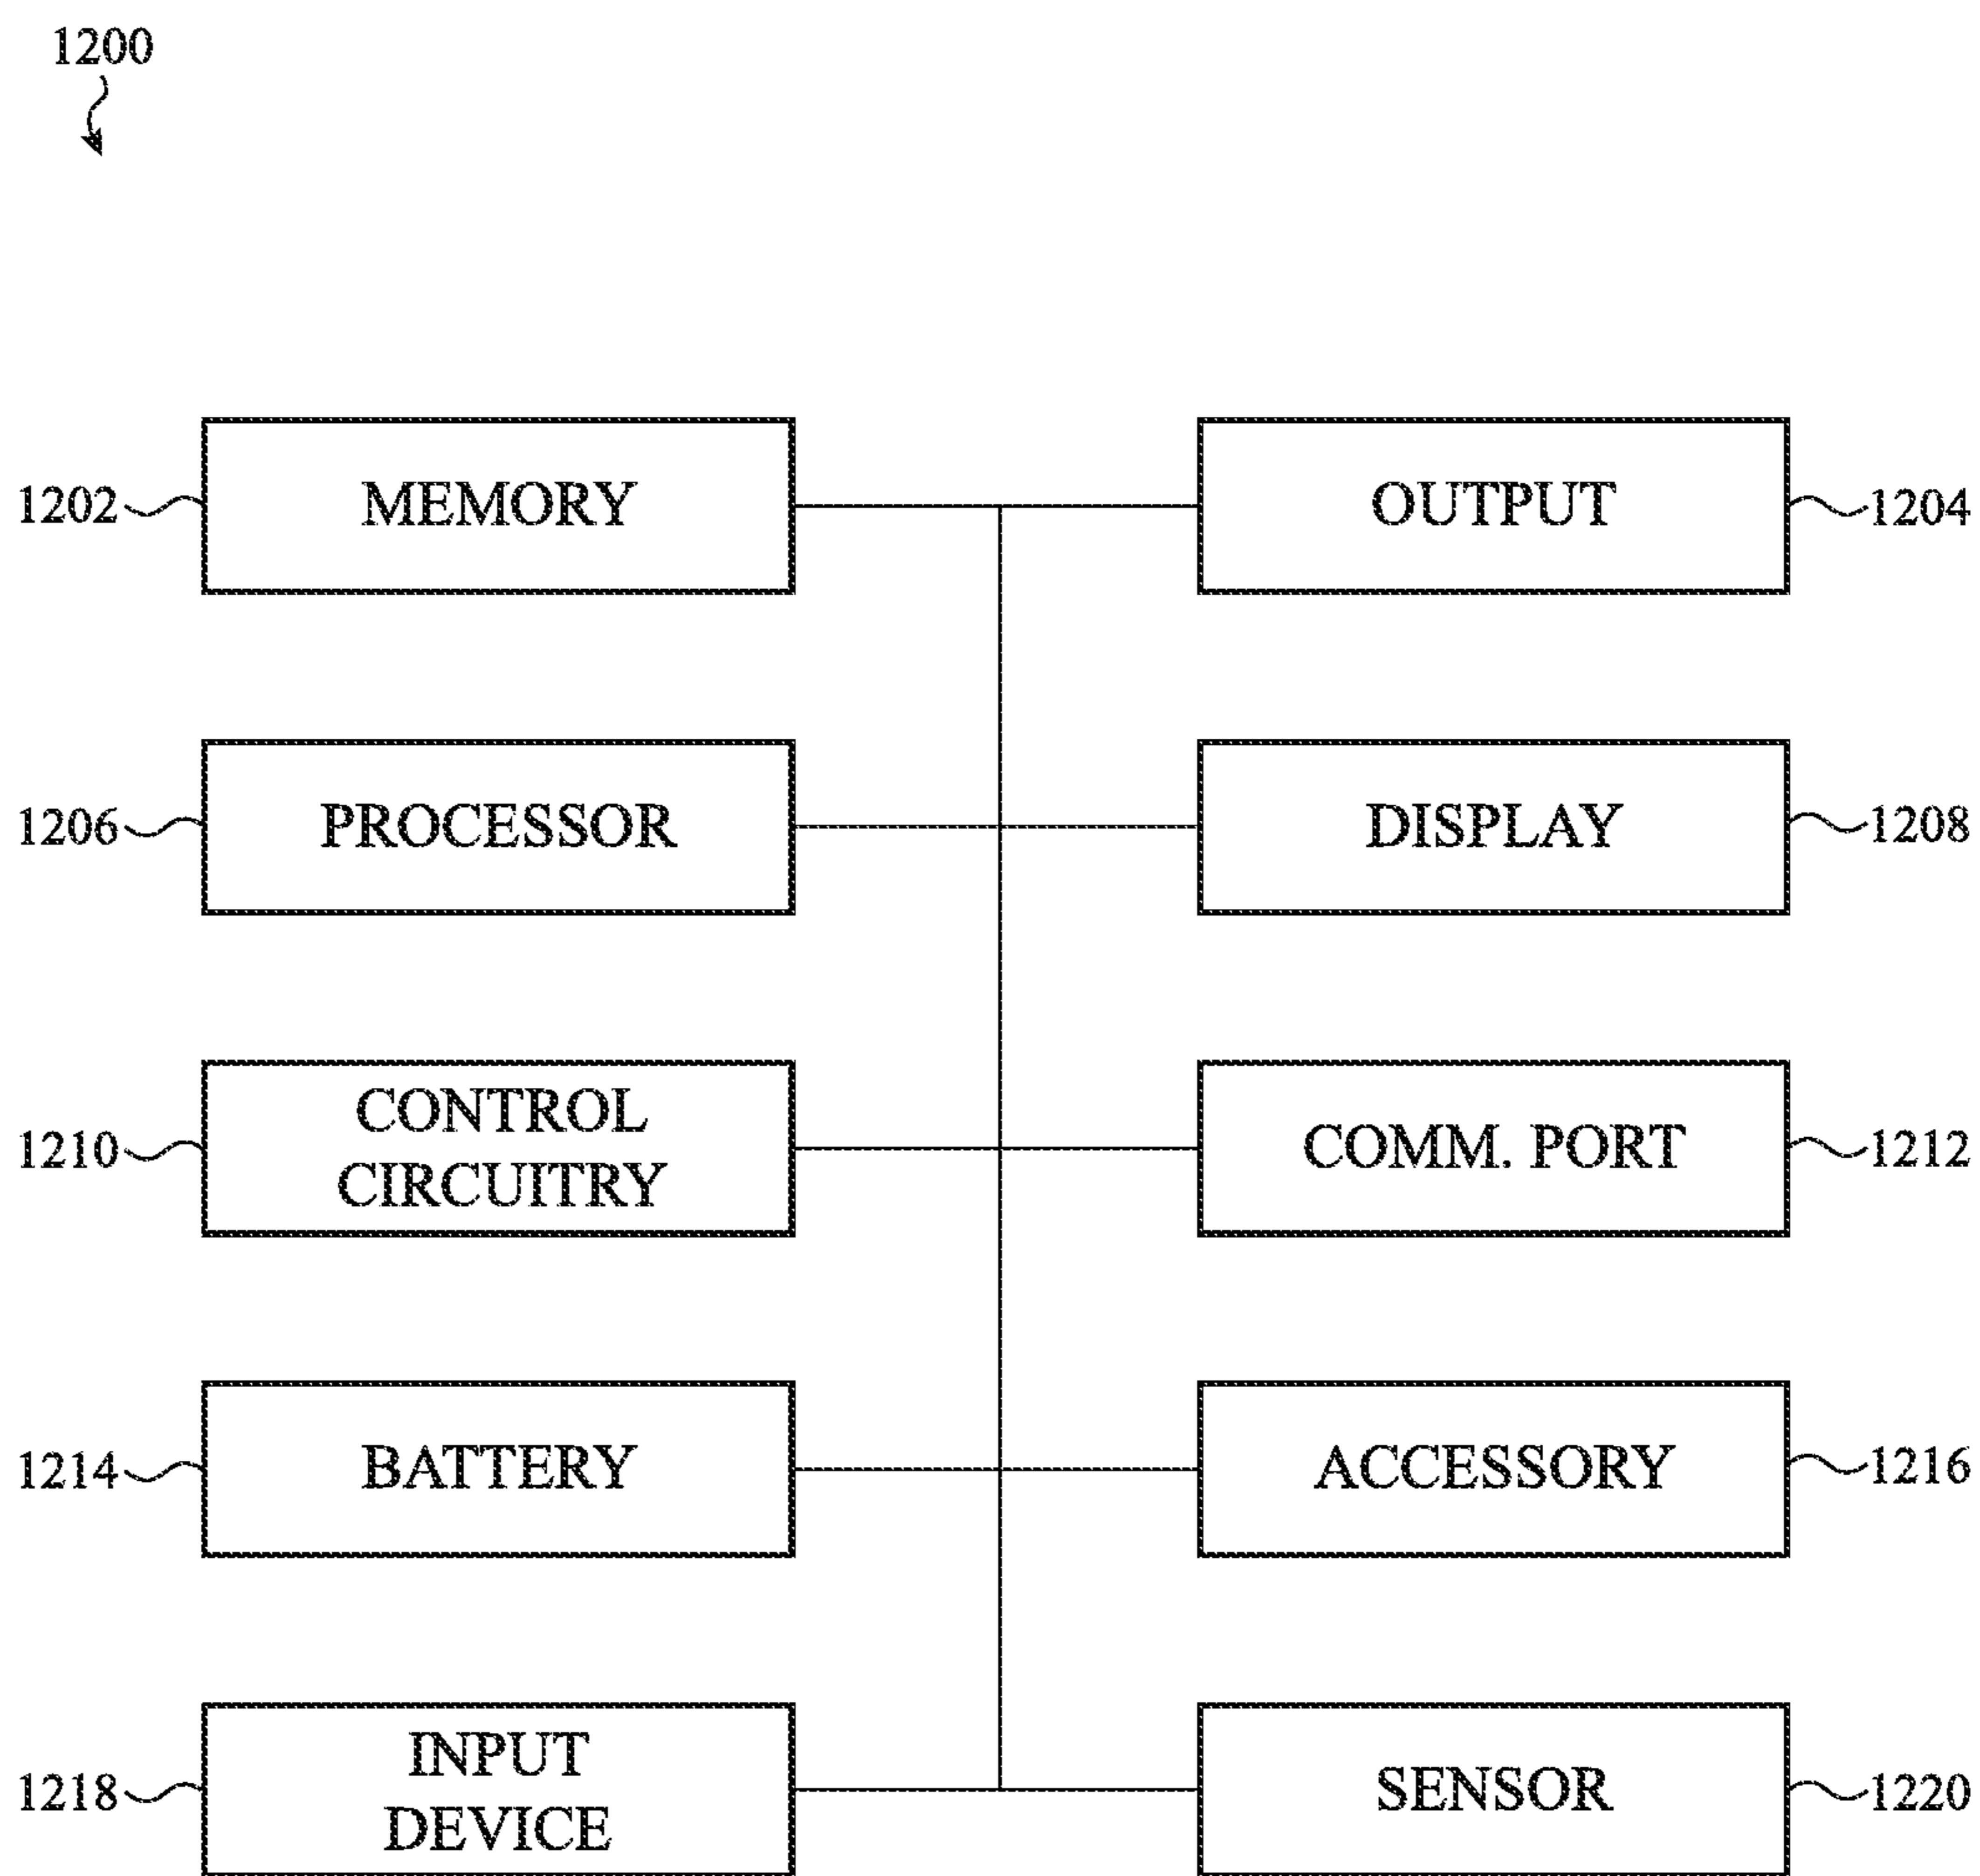 1200
1202 MEMORY OUTPUT 1204
1206 PROCESSOR DISPLAY 1208
CONTROL
1210 COMM. PORT 1212
CIRCUITRY
1214 BATTERY ACCESSORY 1216
INPUT
1218 SENSOR 1220
DEVICE